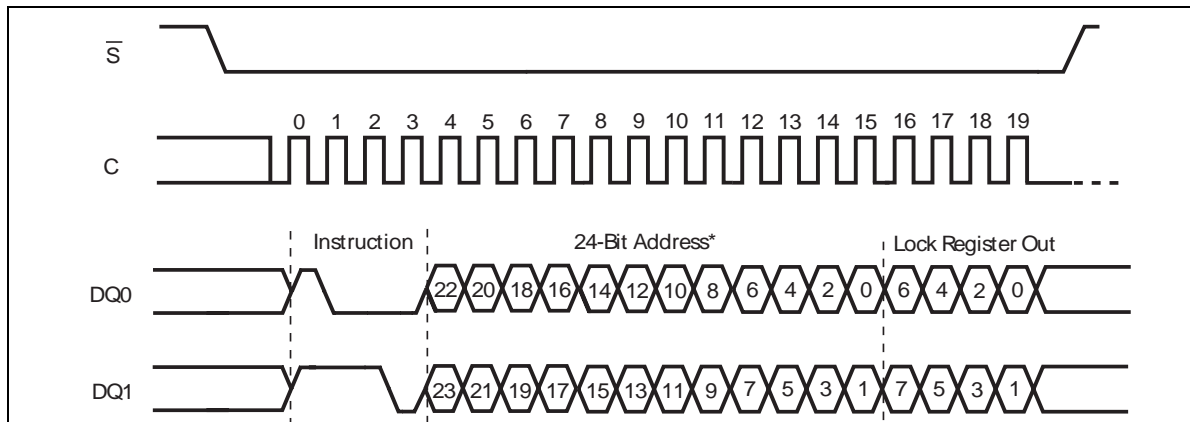 S
0 1 2 3 4 5 6 7 8 9 10 11 12 13 14 15 16 17 18 19
C
Instruction 24-Bit Address* Lock Register Out
DQ0 22 20 18 16 14 12 10 8 6 4 2 0 6 4 2 0
DQ1 23 21 19 17 15 13 11 9 7 5 3 1 7 5 3 1